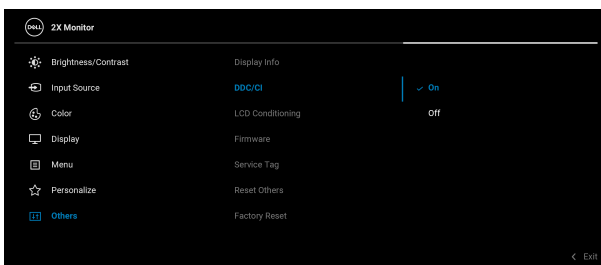 DELL 2X Monitor
Brightness/Contrast Display Info
Input Source DDC/CI ✓ On
Color LCD Conditioning Off
Display Firmware
Menu Service Tag
Personalize Reset Others
Others Factory Reset
< Exit